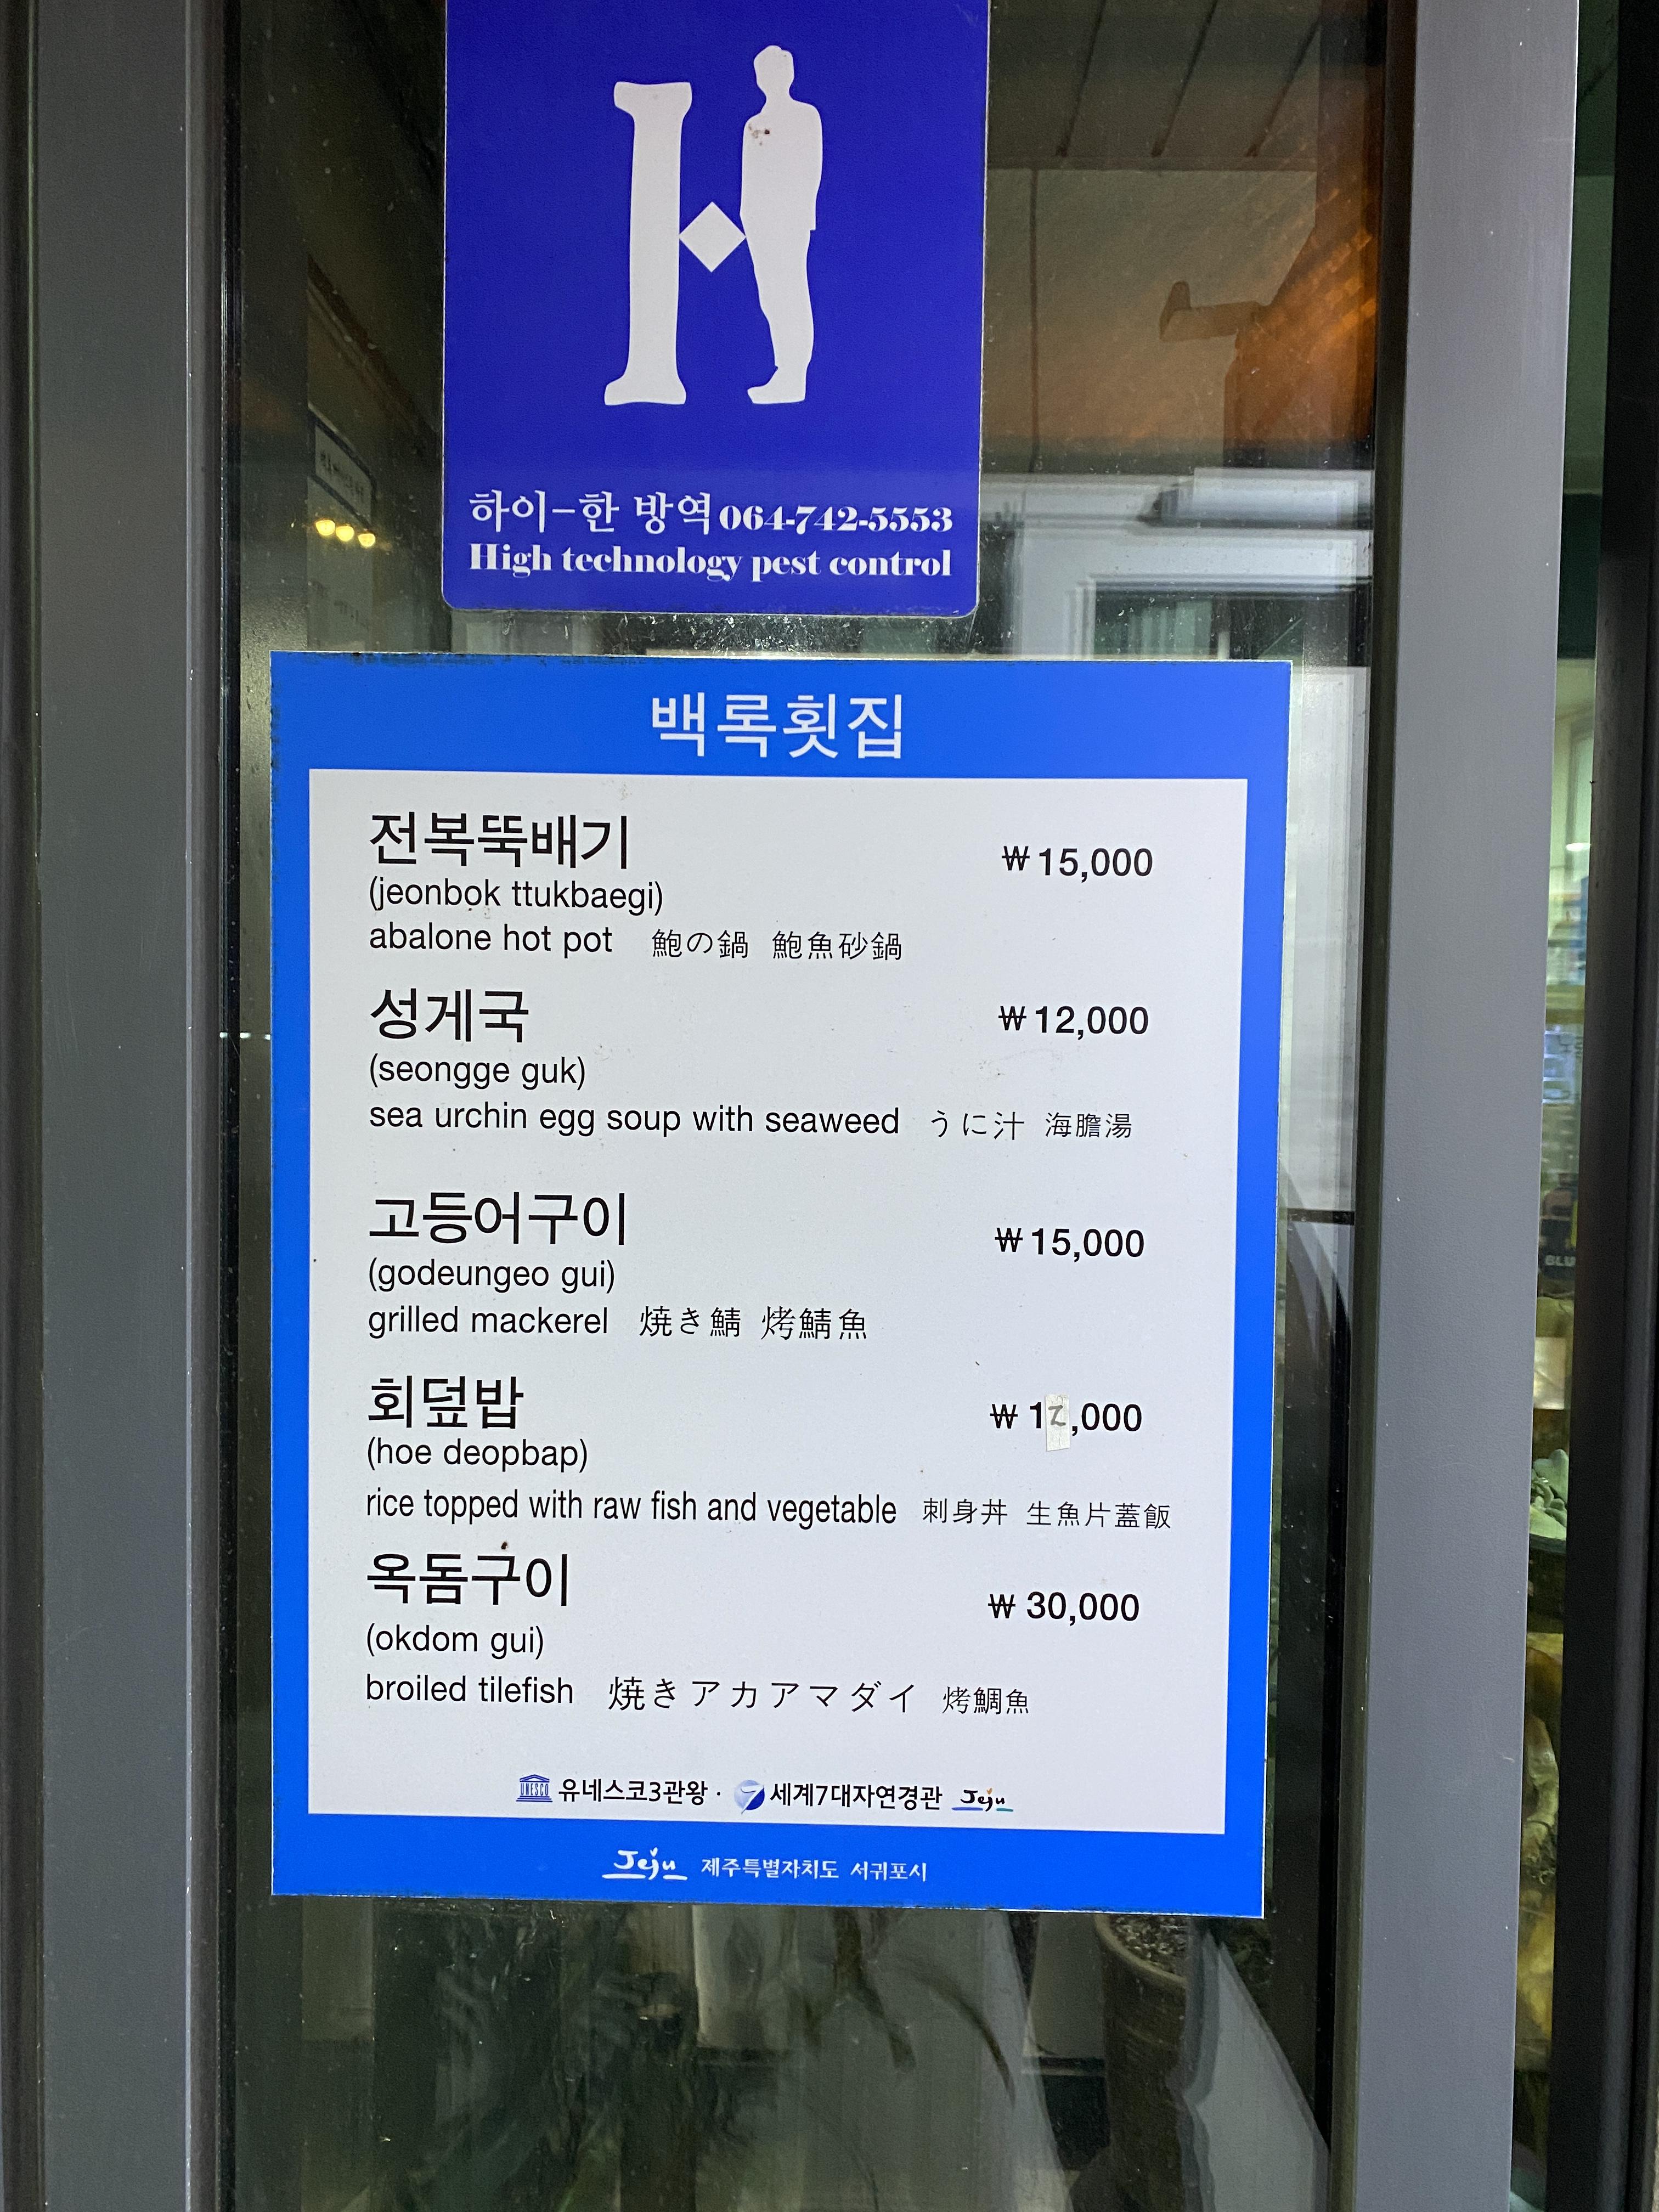 하이-한 방역 064-742-5553
High technology pest control
백록횟집
전복뚝배기 ₩15,000
(jeonbok ttukbaegi)
abalone hot pot 鮑の鍋 鮑魚砂鍋
성게국 ₩12,000
(seongge guk)
sea urchin egg soup with seaweed うに汁 海膽湯
고등어구이 ₩15,000
(godeungeo gui)
grilled mackerel 焼き鯖 烤鯖魚
회덮밥 ₩12,000
(hoe deopbap)
rice topped with raw fish and vegetable 刺身丼 生魚片蓋飯
옥돔구이 ₩30,000
(okdom gui)
broiled tilefish 焼きアカアマダイ 烤鯛魚
UNESCO 유네스코3관왕 · 7 세계7대자연경관 Jeju
Jeju 제주특별자치도 서귀포시